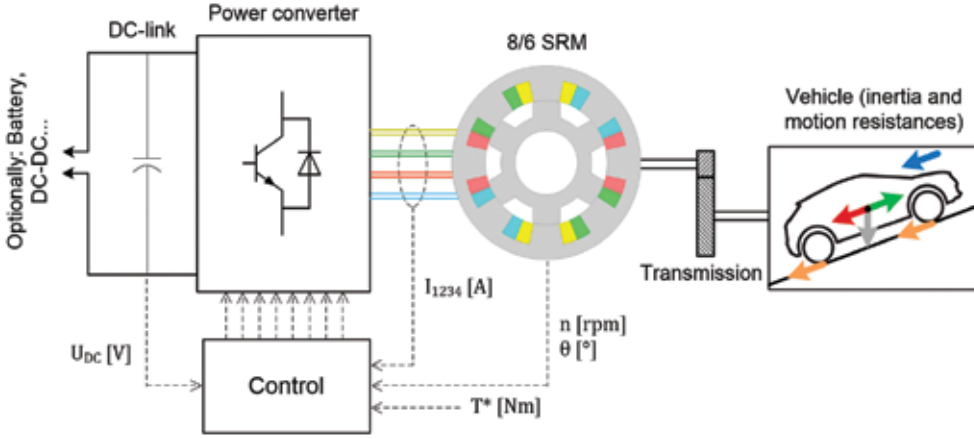 Power converter
DC-link
8/6 SRM
Optionally: Battery,
DC-DC...
Vehicle (inertia and
motion resistances)
Transmission
I₁₂₃₄ [A]
n [rpm]
θ [°]
U_DC [V]
Control
T* [Nm]